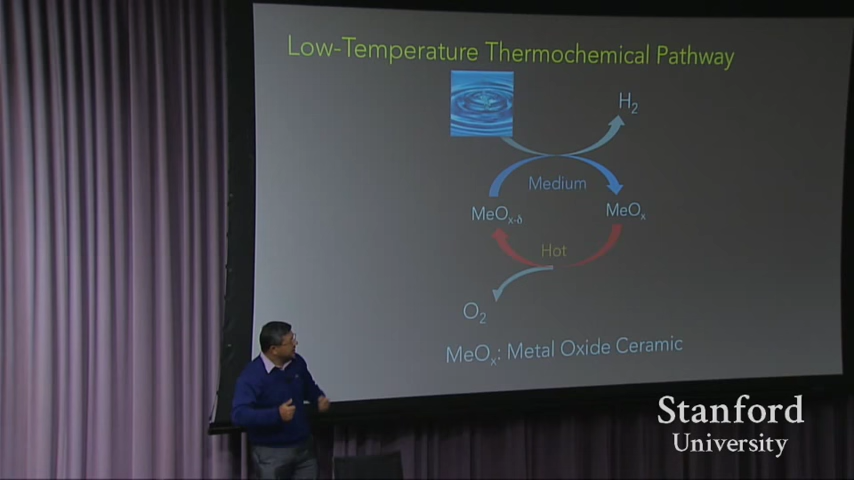 Low-Temperature Thermochemical Pathway
H₂
Medium
MeOₓ₋δ
MeOₓ
Hot
O₂
MeOₓ: Metal Oxide Ceramic
Stanford
University